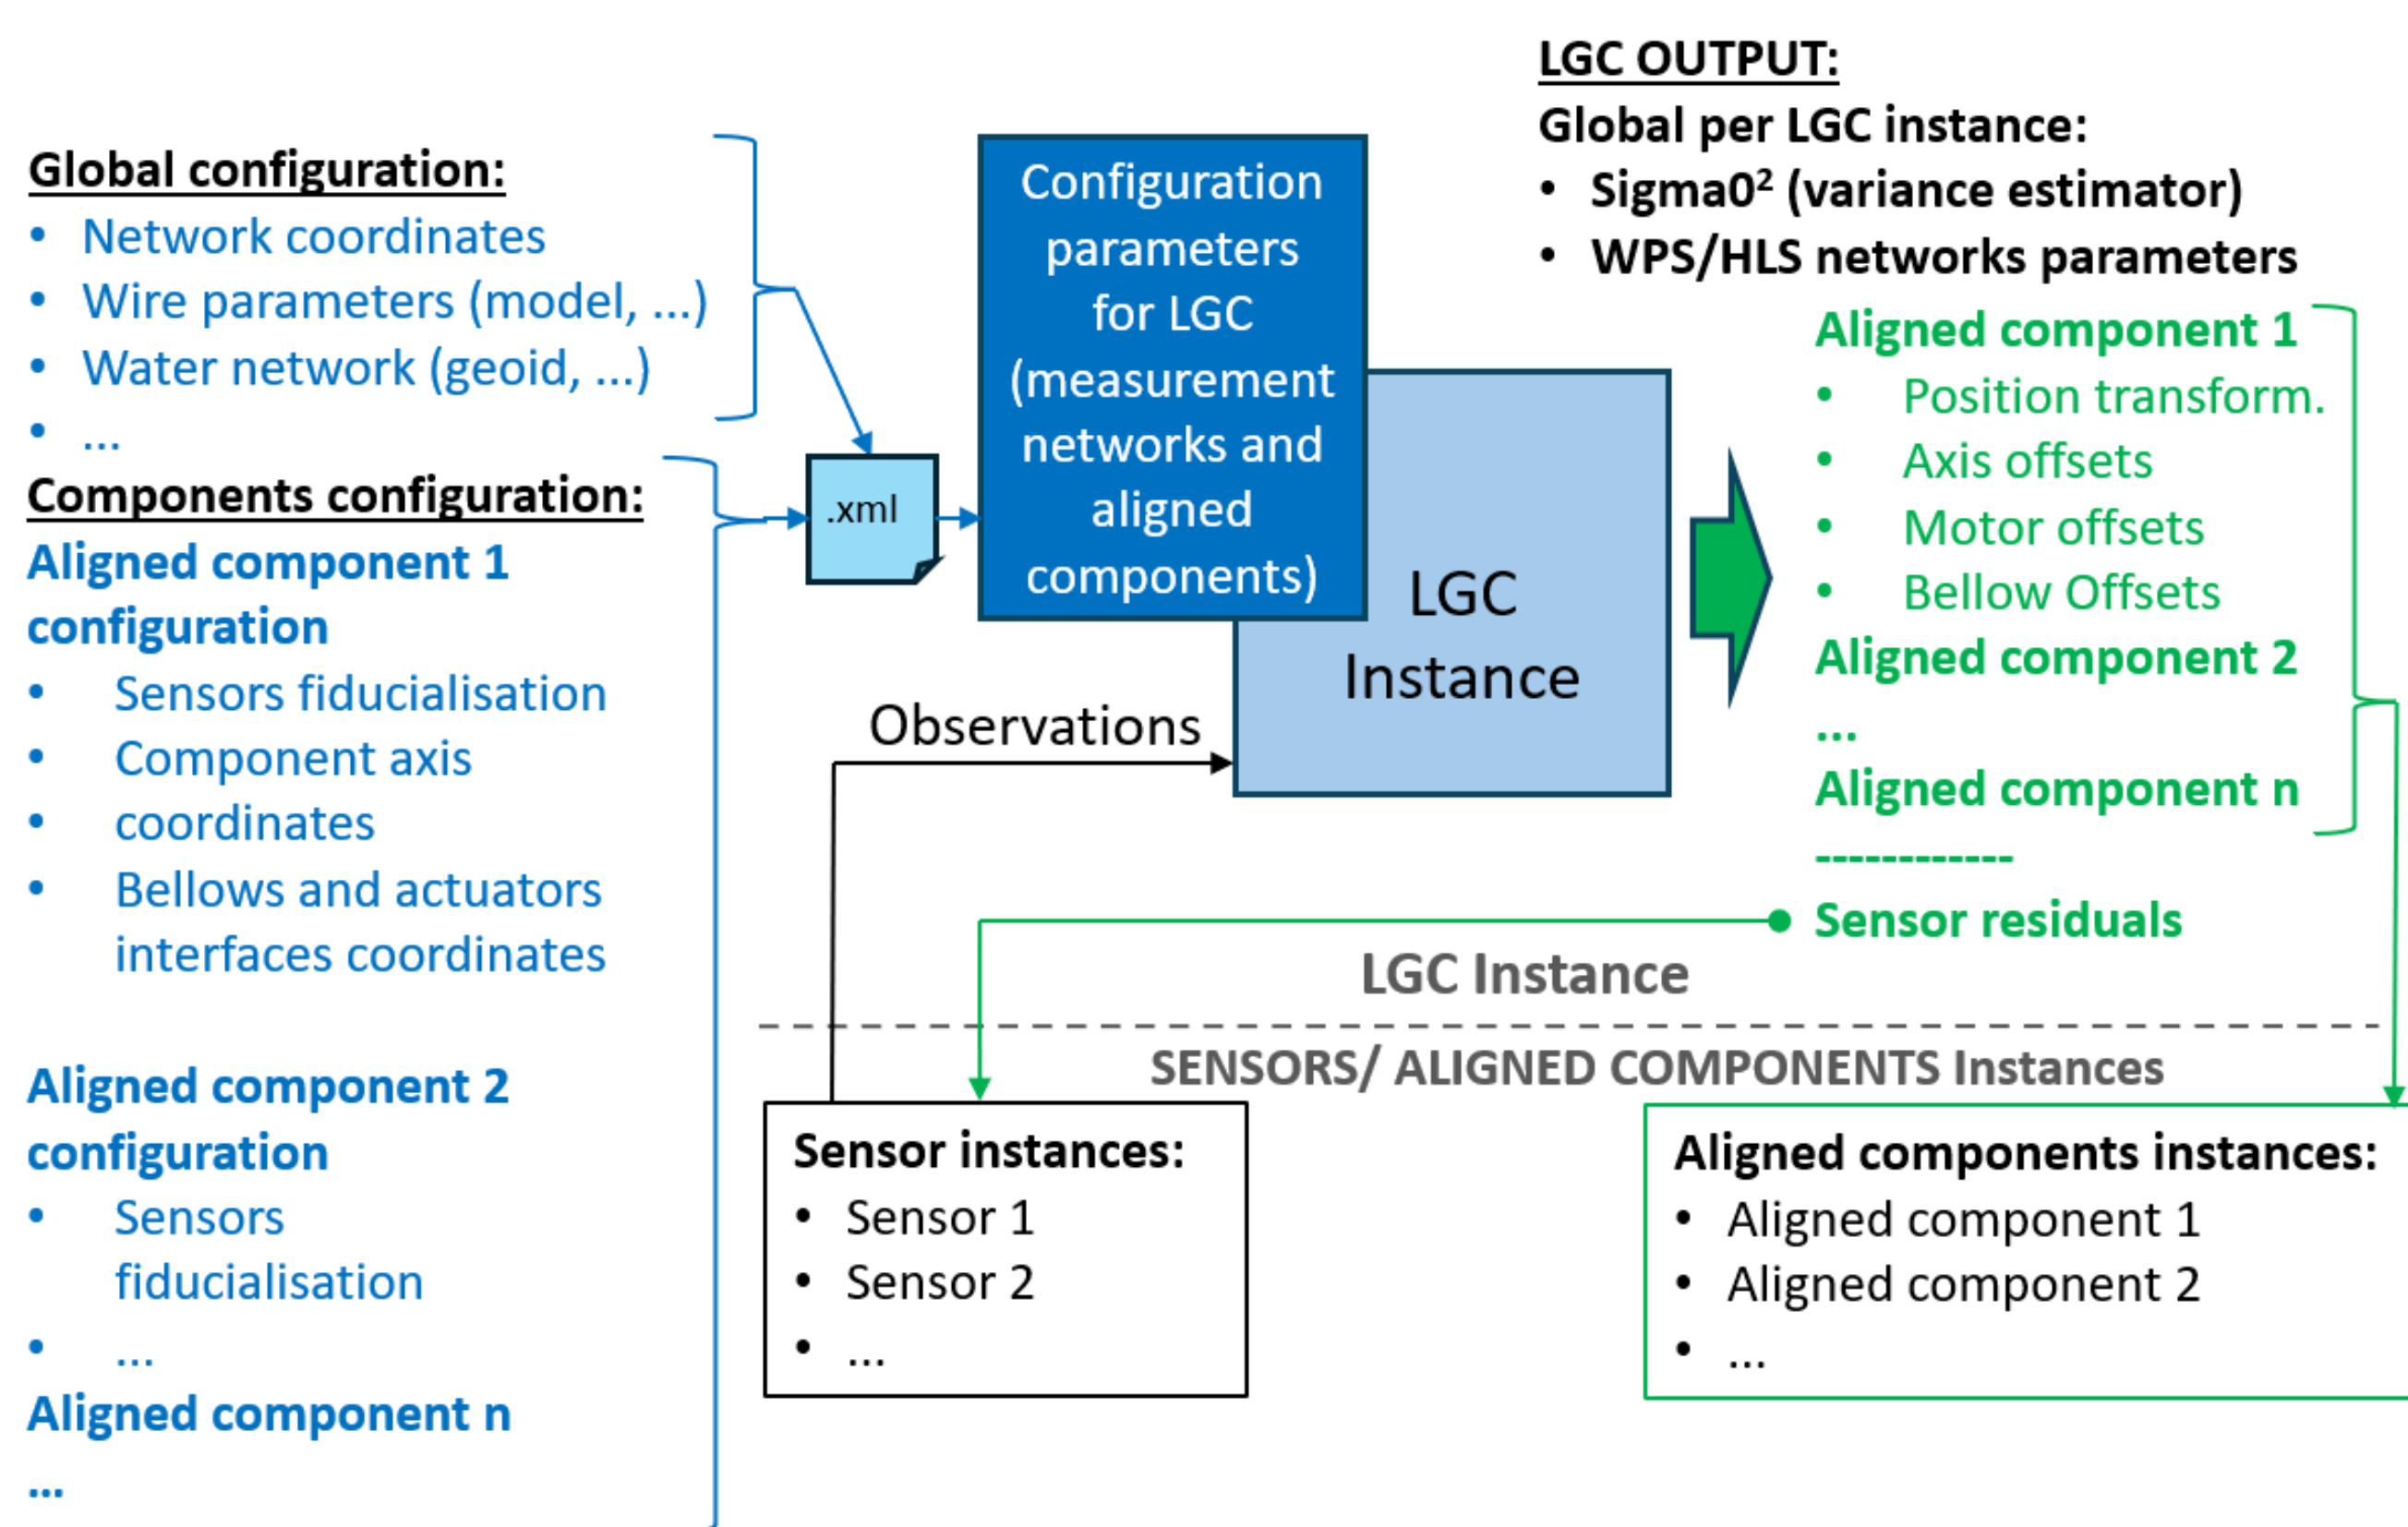 Global configuration:
• Network coordinates
• Wire parameters (model, ...)
• Water network (geoid, ...)
• ...
Components configuration:
Aligned component 1
configuration
• Sensors fiducialisation
• Component axis
• coordinates
• Bellows and actuators
interfaces coordinates
Aligned component 2
configuration
• Sensors
fiducialisation
• ...
Aligned component n
...
.xml
Configuration
parameters
for LGC
(measurement
networks and
aligned
components)
LGC
Instance
Observations
LGC OUTPUT:
Global per LGC instance:
• Sigma0² (variance estimator)
• WPS/HLS networks parameters
Aligned component 1
• Position transform.
• Axis offsets
• Motor offsets
• Bellow Offsets
Aligned component 2
...
Aligned component n
------------
Sensor residuals
LGC Instance
SENSORS/ ALIGNED COMPONENTS Instances
Sensor instances:
• Sensor 1
• Sensor 2
• ...
Aligned components instances:
• Aligned component 1
• Aligned component 2
• ...